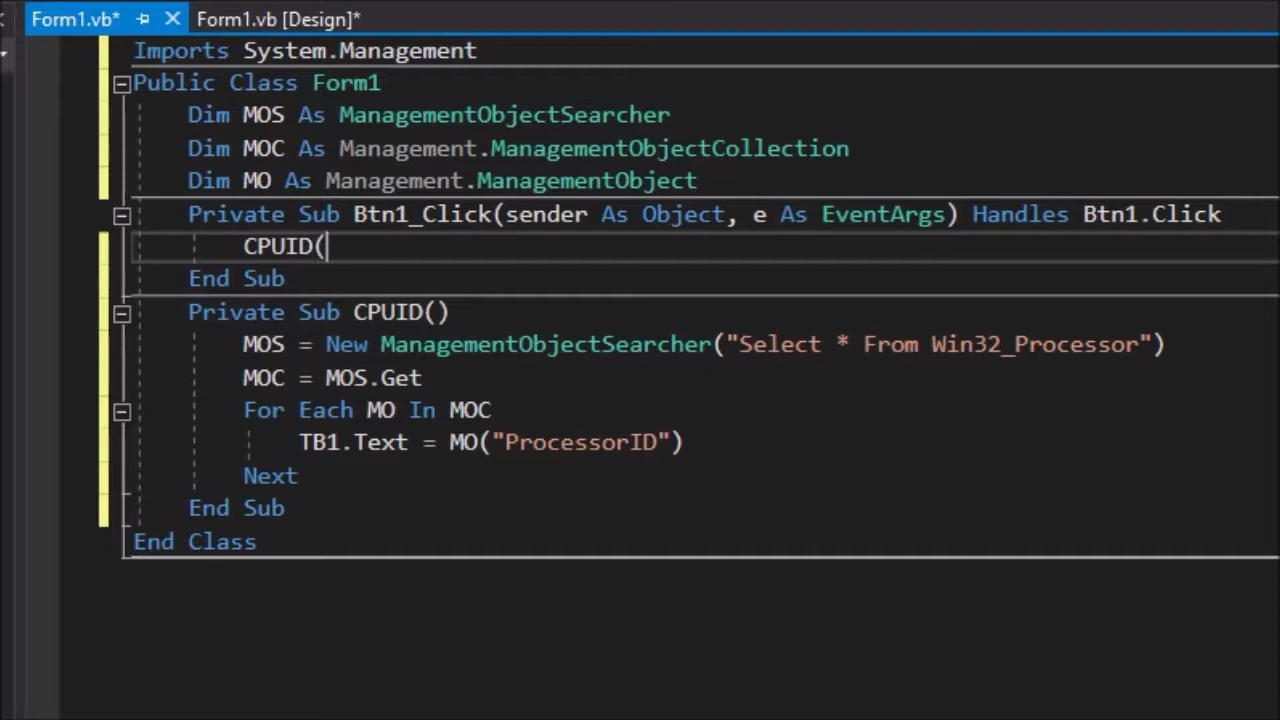 Form1.vb* Form1.vb [Design]*
Imports System.Management
Public Class Form1
Dim MOS As ManagementObjectSearcher
Dim MOC As Management.ManagementObjectCollection
Dim MO As Management.ManagementObject
Private Sub Btn1_Click(sender As Object, e As EventArgs) Handles Btn1.Click
CPUID(
End Sub
Private Sub CPUID()
MOS = New ManagementObjectSearcher("Select * From Win32_Processor")
MOC = MOS.Get
For Each MO In MOC
TB1.Text = MO("ProcessorID")
Next
End Sub
End Class